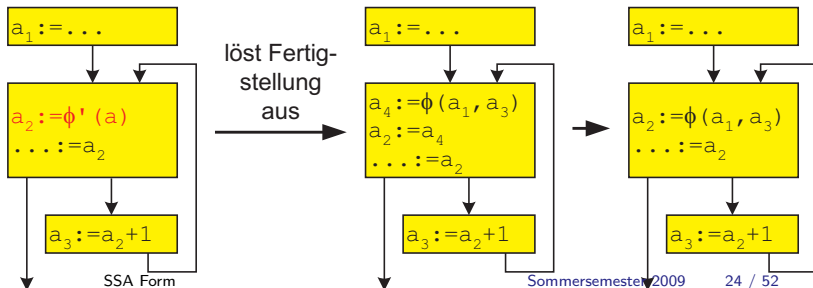 a₁:=...
a₂:=ϕ'(a)
...:=a₂
a₃:=a₂+1
löst Fertig-
stellung
aus
a₁:=...
a₄:=ϕ(a₁,a₃)
a₂:=a₄
...:=a₂
a₃:=a₂+1
a₁:=...
a₂:=ϕ(a₁,a₃)
...:=a₂
a₃:=a₂+1
SSA Form
Sommersemester 2009
24 / 52